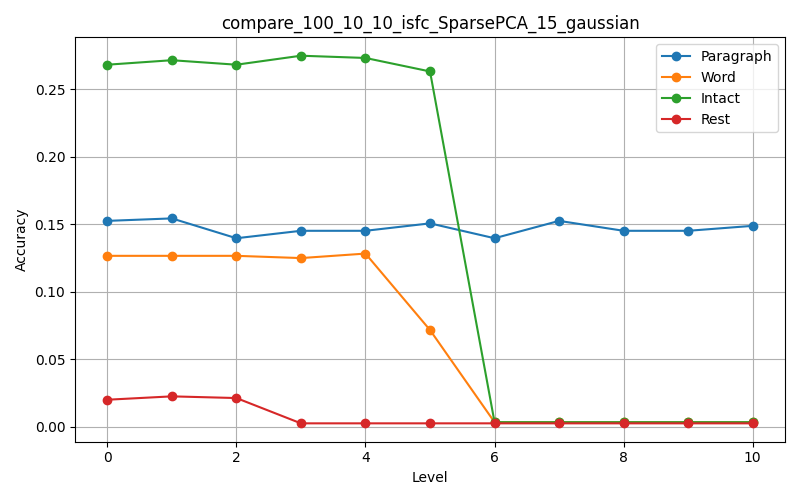 compare_100_10_10_isfc_SparsePCA_15_gaussian
Paragraph
Word
Intact
Rest
Accuracy
0.25
0.20
0.15
0.10
0.05
0.00
0 2 4 6 8 10
Level